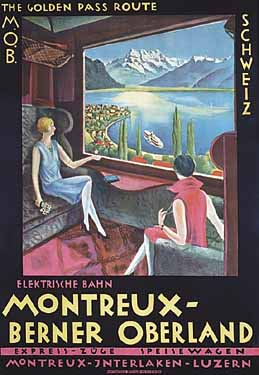 THE GOLDEN PASS ROUTE
M.O.B.
SCHWEIZ
ELEKTRISCHE BAHN
MONTREUX-
BERNER OBERLAND
EXPRESS-ZÜGE SPEISEWAGEN
MONTREUX-INTERLAKEN-LUZERN